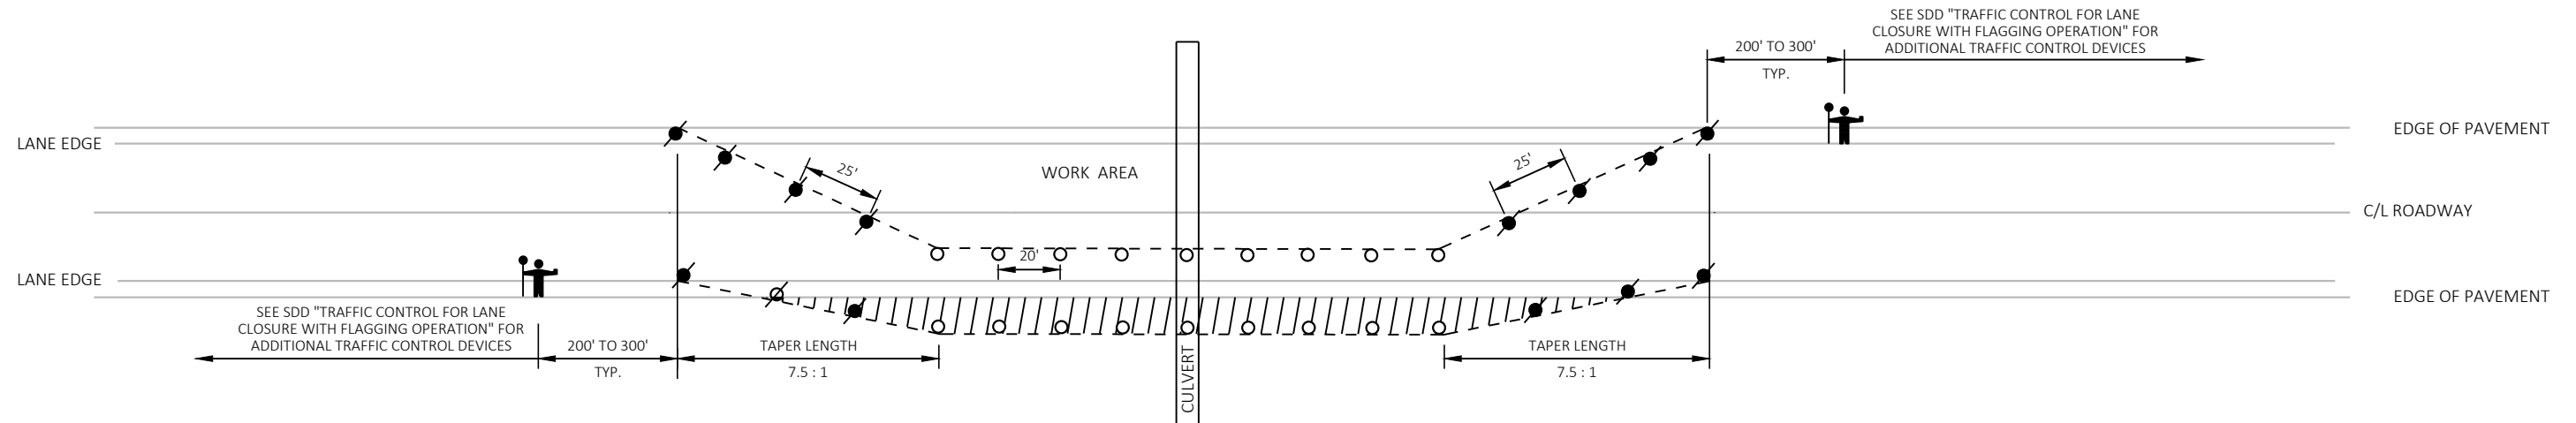 SEE SDD "TRAFFIC CONTROL FOR LANE
CLOSURE WITH FLAGGING OPERATION" FOR
ADDITIONAL TRAFFIC CONTROL DEVICES
200' TO 300'
TYP.
LANE EDGE
EDGE OF PAVEMENT
25'
WORK AREA
25'
C/L ROADWAY
20'
LANE EDGE
EDGE OF PAVEMENT
SEE SDD "TRAFFIC CONTROL FOR LANE
CLOSURE WITH FLAGGING OPERATION" FOR
ADDITIONAL TRAFFIC CONTROL DEVICES
200' TO 300'
TYP.
TAPER LENGTH
7.5 : 1
CULVERT
TAPER LENGTH
7.5 : 1